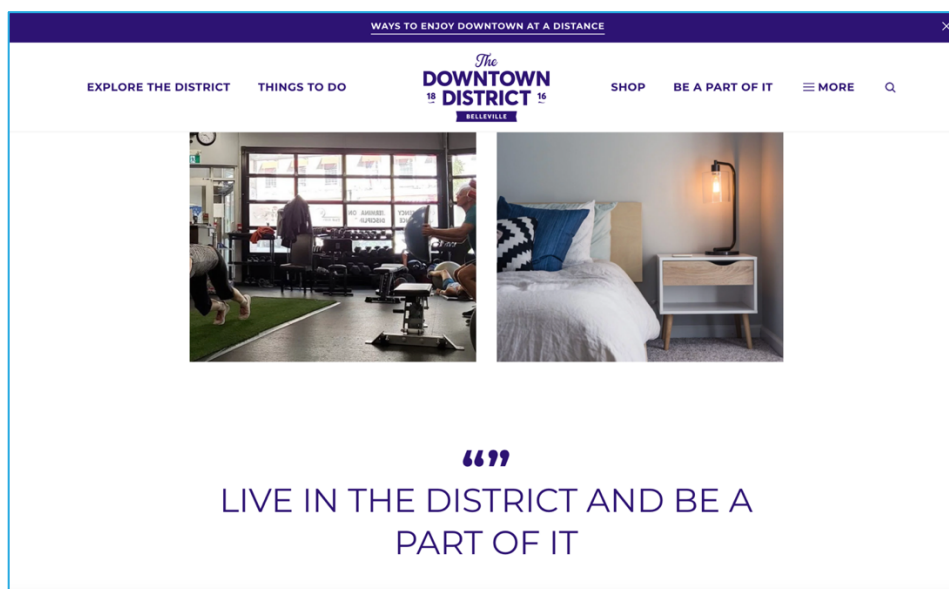 WAYS TO ENJOY DOWNTOWN AT A DISTANCE
EXPLORE THE DISTRICT
THINGS TO DO
The
DOWNTOWN
18 DISTRICT 16
BELLEVILLE
SHOP
BE A PART OF IT
MORE
“”
LIVE IN THE DISTRICT AND BE A
PART OF IT